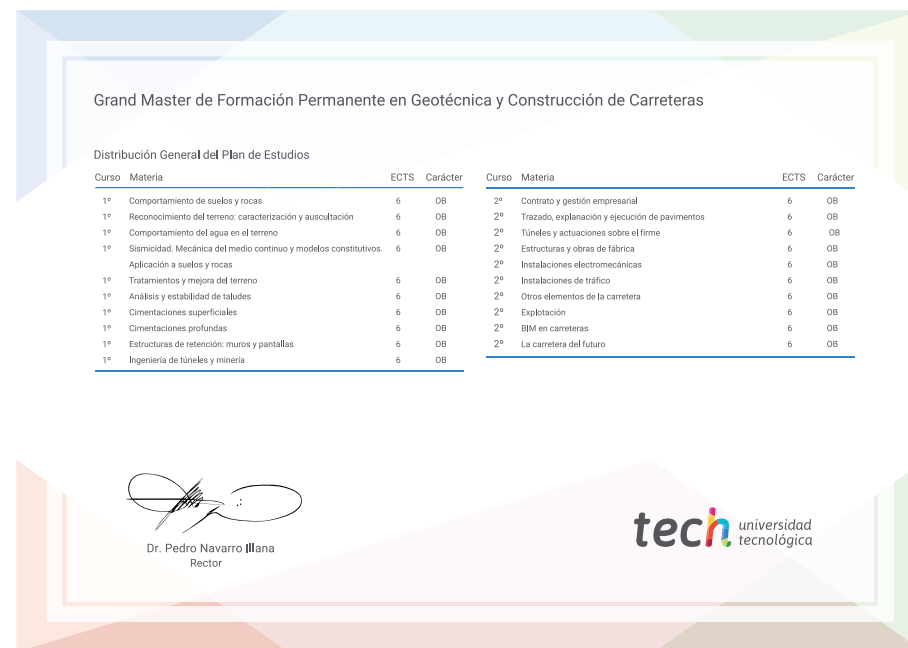 Grand Master de Formación Permanente en Geotécnica y Construcción de Carreteras
Distribución General del Plan de Estudios
Curso Materia ECTS Carácter
1º Comportamiento de suelos y rocas 6 OB
1º Reconocimiento del terreno: caracterización y auscultación 6 OB
1º Comportamiento del agua en el terreno 6 OB
1º Sismicidad. Mecánica del medio continuo y modelos constitutivos. 6 OB
Aplicación a suelos y rocas
1º Tratamientos y mejora del terreno 6 OB
1º Análisis y estabilidad de taludes 6 OB
1º Cimentaciones superficiales 6 OB
1º Cimentaciones profundas 6 OB
1º Estructuras de retención: muros y pantallas 6 OB
1º Ingeniería de túneles y minería 6 OB
Curso Materia ECTS Carácter
2º Contrato y gestión empresarial 6 OB
2º Trazado, explanación y ejecución de pavimentos 6 OB
2º Túneles y actuaciones sobre el firme 6 OB
2º Estructuras y obras de fábrica 6 OB
2º Instalaciones electromecánicas 6 OB
2º Instalaciones de tráfico 6 OB
2º Otros elementos de la carretera 6 OB
2º Explotación 6 OB
2º BIM en carreteras 6 OB
2º La carretera del futuro 6 OB
Dr. Pedro Navarro Illana
Rector
tech universidad
tecnológica